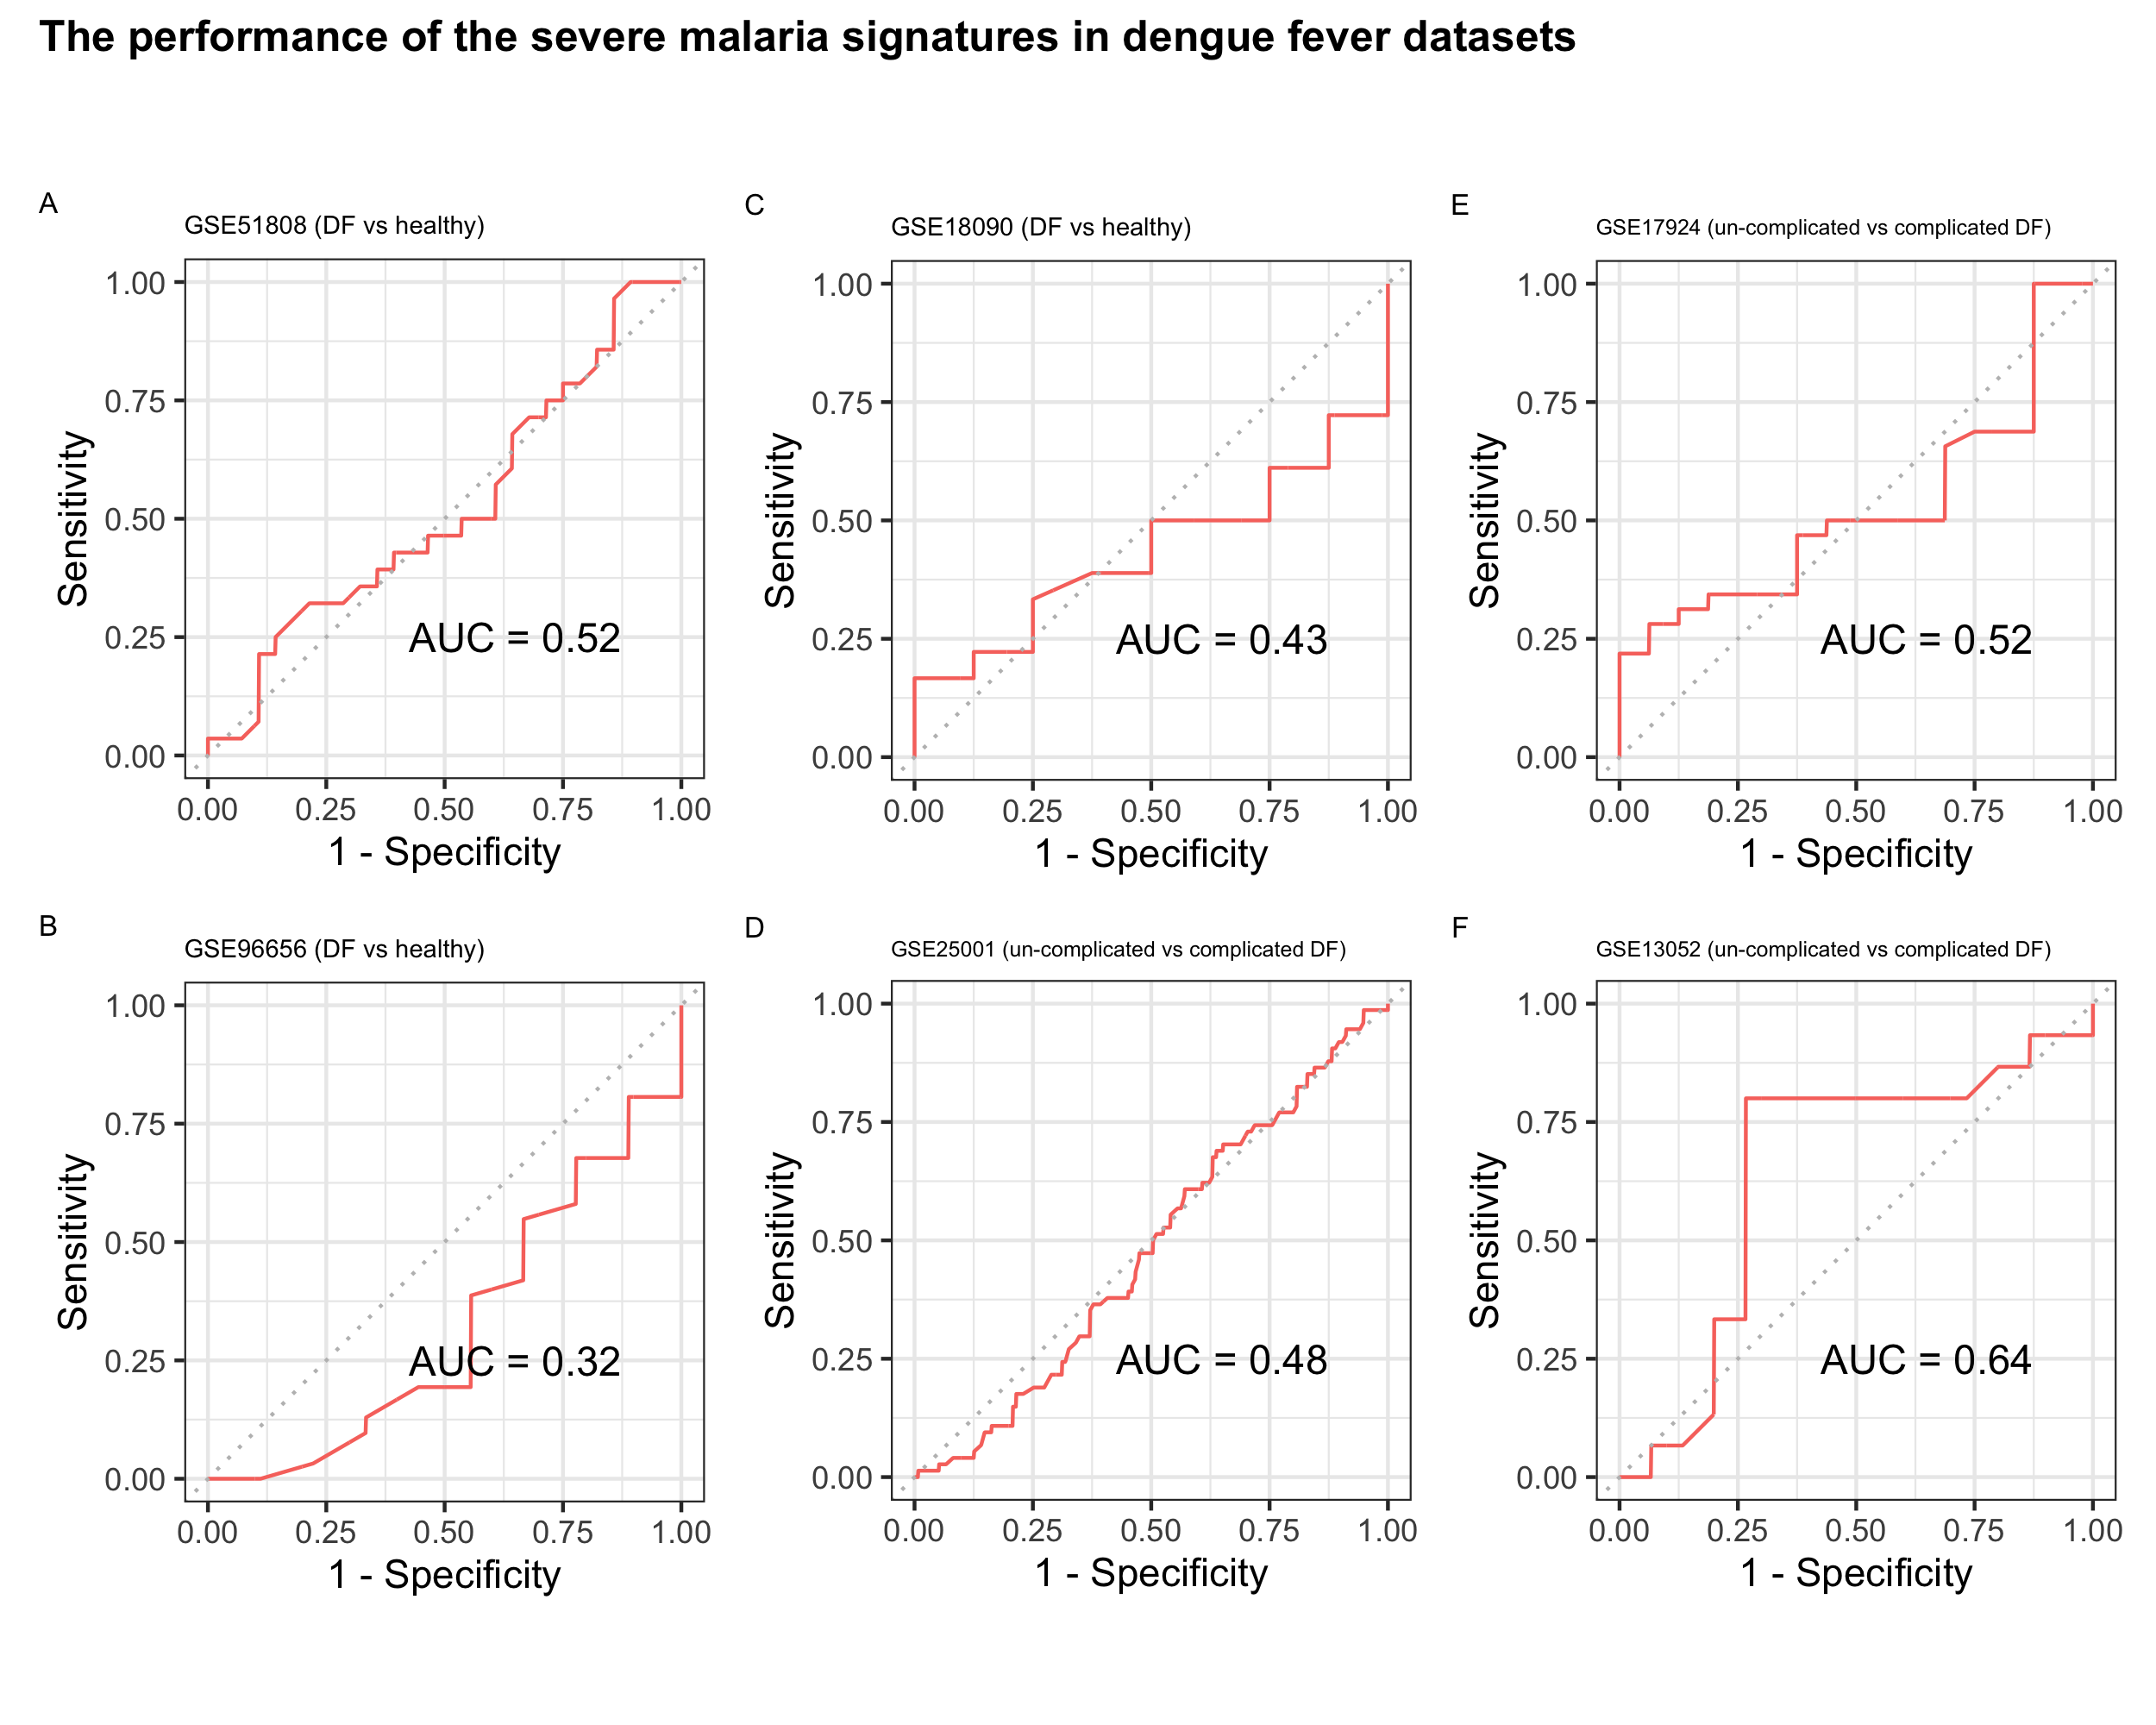 The performance of the severe malaria signatures in dengue fever datasets
A
GSE51808 (DF vs healthy)
1.00
0.75
0.50
0.25
0.00
Sensitivity
AUC = 0.52
0.00 0.25 0.50 0.75 1.00
1 - Specificity
B
GSE96656 (DF vs healthy)
1.00
0.75
0.50
0.25
0.00
Sensitivity
AUC = 0.32
0.00 0.25 0.50 0.75 1.00
1 - Specificity
C
GSE18090 (DF vs healthy)
1.00
0.75
0.50
0.25
0.00
Sensitivity
AUC = 0.43
0.00 0.25 0.50 0.75 1.00
1 - Specificity
D
GSE25001 (un-complicated vs complicated DF)
1.00
0.75
0.50
0.25
0.00
Sensitivity
AUC = 0.48
0.00 0.25 0.50 0.75 1.00
1 - Specificity
E
GSE17924 (un-complicated vs complicated DF)
1.00
0.75
0.50
0.25
0.00
Sensitivity
AUC = 0.52
0.00 0.25 0.50 0.75 1.00
1 - Specificity
F
GSE13052 (un-complicated vs complicated DF)
1.00
0.75
0.50
0.25
0.00
Sensitivity
AUC = 0.64
0.00 0.25 0.50 0.75 1.00
1 - Specificity